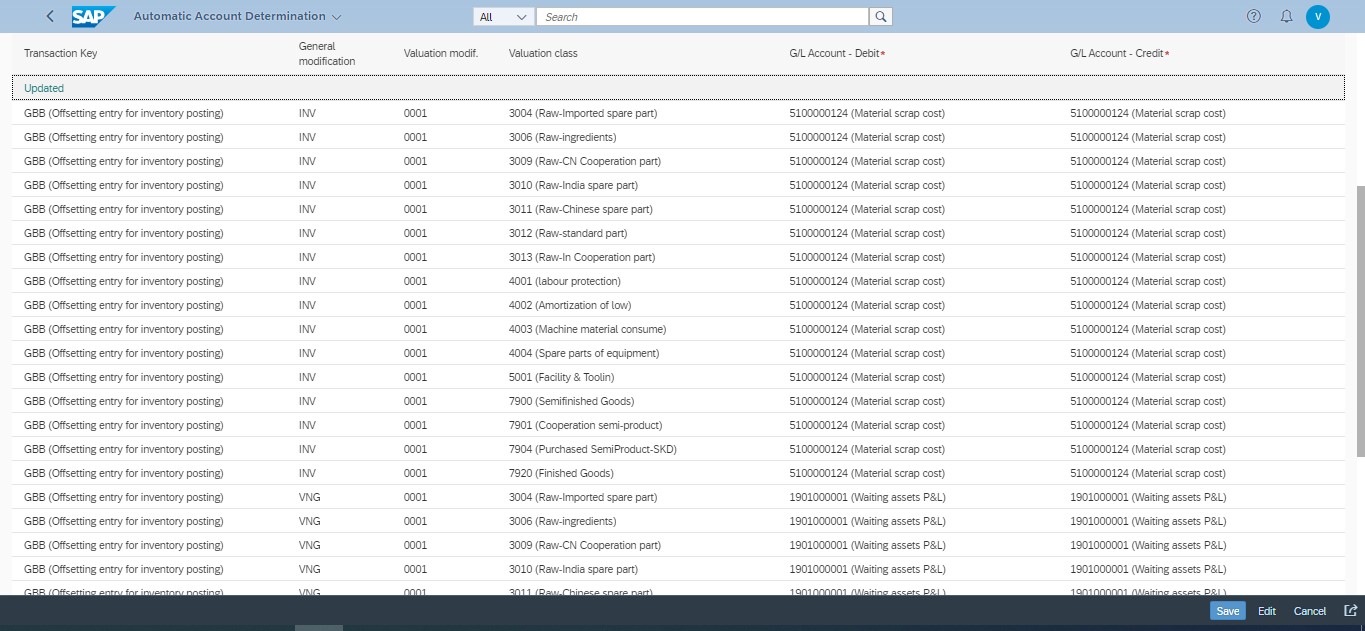 SAP Automatic Account Determination All Search V
Transaction Key General modification Valuation modif. Valuation class G/L Account - Debit* G/L Account - Credit*
Updated
GBB (Offsetting entry for inventory posting) INV 0001 3004 (Raw-Imported spare part) 5100000124 (Material scrap cost) 5100000124 (Material scrap cost)
GBB (Offsetting entry for inventory posting) INV 0001 3006 (Raw-ingredients) 5100000124 (Material scrap cost) 5100000124 (Material scrap cost)
GBB (Offsetting entry for inventory posting) INV 0001 3009 (Raw-CN Cooperation part) 5100000124 (Material scrap cost) 5100000124 (Material scrap cost)
GBB (Offsetting entry for inventory posting) INV 0001 3010 (Raw-India spare part) 5100000124 (Material scrap cost) 5100000124 (Material scrap cost)
GBB (Offsetting entry for inventory posting) INV 0001 3011 (Raw-Chinese spare part) 5100000124 (Material scrap cost) 5100000124 (Material scrap cost)
GBB (Offsetting entry for inventory posting) INV 0001 3012 (Raw-standard part) 5100000124 (Material scrap cost) 5100000124 (Material scrap cost)
GBB (Offsetting entry for inventory posting) INV 0001 3013 (Raw-In Cooperation part) 5100000124 (Material scrap cost) 5100000124 (Material scrap cost)
GBB (Offsetting entry for inventory posting) INV 0001 4001 (labour protection) 5100000124 (Material scrap cost) 5100000124 (Material scrap cost)
GBB (Offsetting entry for inventory posting) INV 0001 4002 (Amortization of low) 5100000124 (Material scrap cost) 5100000124 (Material scrap cost)
GBB (Offsetting entry for inventory posting) INV 0001 4003 (Machine material consume) 5100000124 (Material scrap cost) 5100000124 (Material scrap cost)
GBB (Offsetting entry for inventory posting) INV 0001 4004 (Spare parts of equipment) 5100000124 (Material scrap cost) 5100000124 (Material scrap cost)
GBB (Offsetting entry for inventory posting) INV 0001 5001 (Facility & Toolin) 5100000124 (Material scrap cost) 5100000124 (Material scrap cost)
GBB (Offsetting entry for inventory posting) INV 0001 7900 (Semifinished Goods) 5100000124 (Material scrap cost) 5100000124 (Material scrap cost)
GBB (Offsetting entry for inventory posting) INV 0001 7901 (Cooperation semi-product) 5100000124 (Material scrap cost) 5100000124 (Material scrap cost)
GBB (Offsetting entry for inventory posting) INV 0001 7904 (Purchased SemiProduct-SKD) 5100000124 (Material scrap cost) 5100000124 (Material scrap cost)
GBB (Offsetting entry for inventory posting) INV 0001 7920 (Finished Goods) 5100000124 (Material scrap cost) 5100000124 (Material scrap cost)
GBB (Offsetting entry for inventory posting) VNG 0001 3004 (Raw-Imported spare part) 1901000001 (Waiting assets P&L) 1901000001 (Waiting assets P&L)
GBB (Offsetting entry for inventory posting) VNG 0001 3006 (Raw-ingredients) 1901000001 (Waiting assets P&L) 1901000001 (Waiting assets P&L)
GBB (Offsetting entry for inventory posting) VNG 0001 3009 (Raw-CN Cooperation part) 1901000001 (Waiting assets P&L) 1901000001 (Waiting assets P&L)
GBB (Offsetting entry for inventory posting) VNG 0001 3010 (Raw-India spare part) 1901000001 (Waiting assets P&L) 1901000001 (Waiting assets P&L)
GBB (Offsetting entry for inventory posting) VNG 0001 3011 (Raw-Chinese spare part) 1901000001 (Waiting assets P&L) 1901000001 (Waiting assets P&L)
Save Edit Cancel